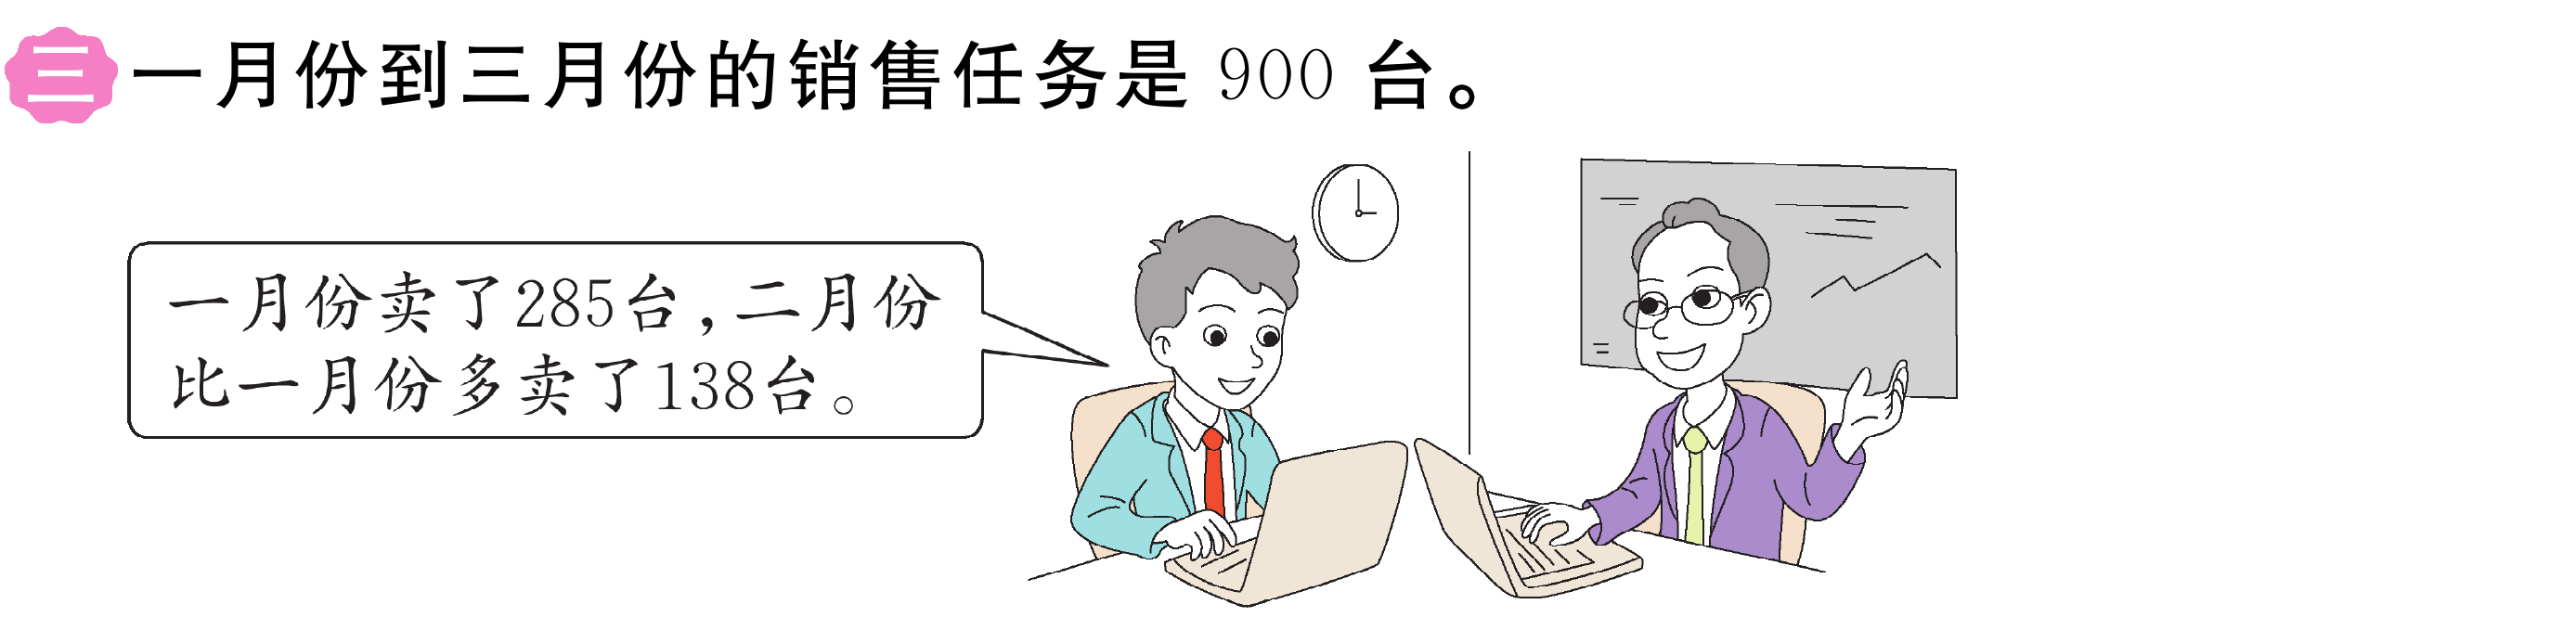 三 一月份到三月份的销售任务是 900 台。
一月份卖了285台,二月份
比一月份多卖了138台。